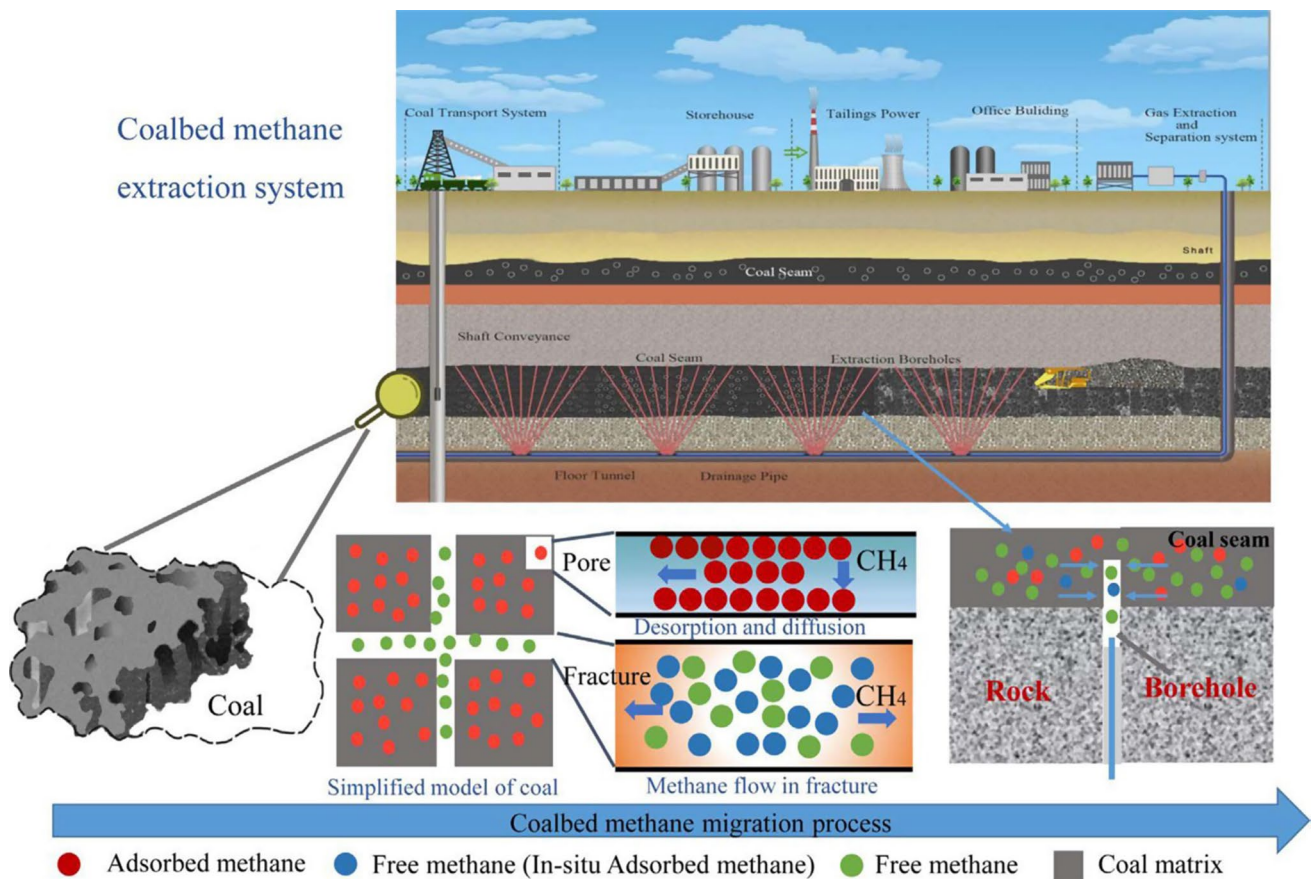 Coalbed methane
extraction system
Coal Transport System
Storehouse
Tailings Power
Office Buliding
Gas Extraction
and
Separation system
Shaft
Coal Seam
Shaft Conveyance
Coal Seam
Extraction Boreholes
Floor Tunnel
Drainage Pipe
Coal
Pore
CH4
Desorption and diffusion
Fracture
CH4
Simplified model of coal
Methane flow in fracture
Coal seam
Rock
Borehole
Coalbed methane migration process
Adsorbed methane
Free methane (In-situ Adsorbed methane)
Free methane
Coal matrix